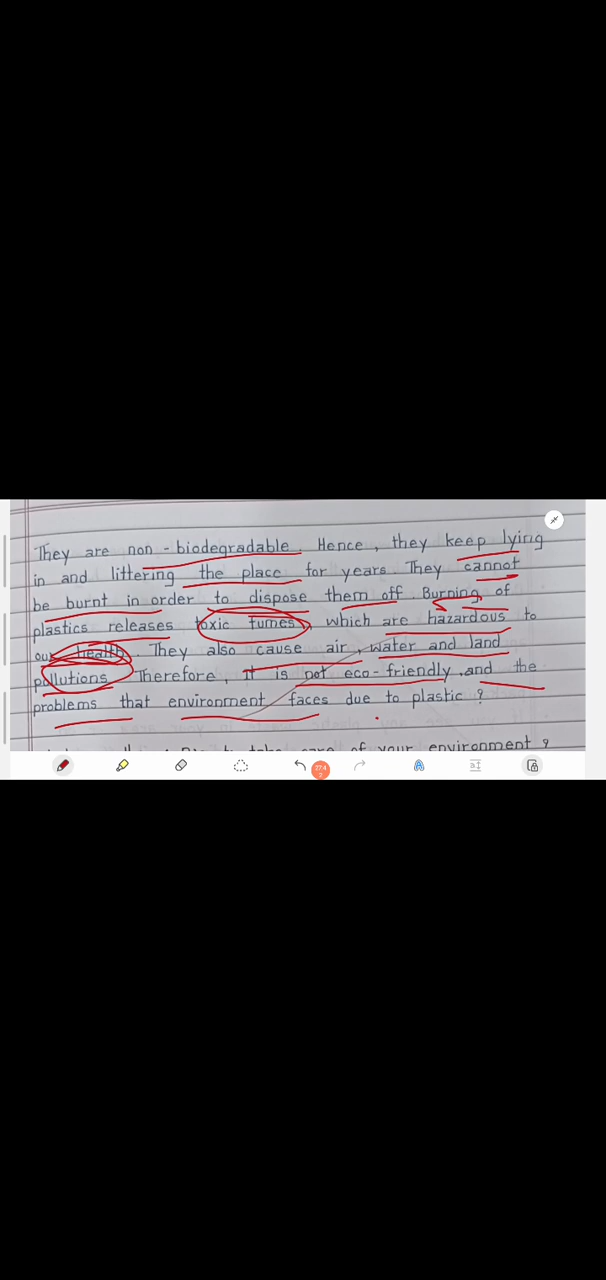 They are non-biodegradable. Hence, they keep lying
in and littering the place for years. They cannot
be burnt in order to dispose them off. Burning of
plastics releases toxic fumes, which are hazardous to
our health. They also cause air, water and land
pollutions. Therefore, it is not eco-friendly, and the
problems that environment faces due to plastic?
of your environment?